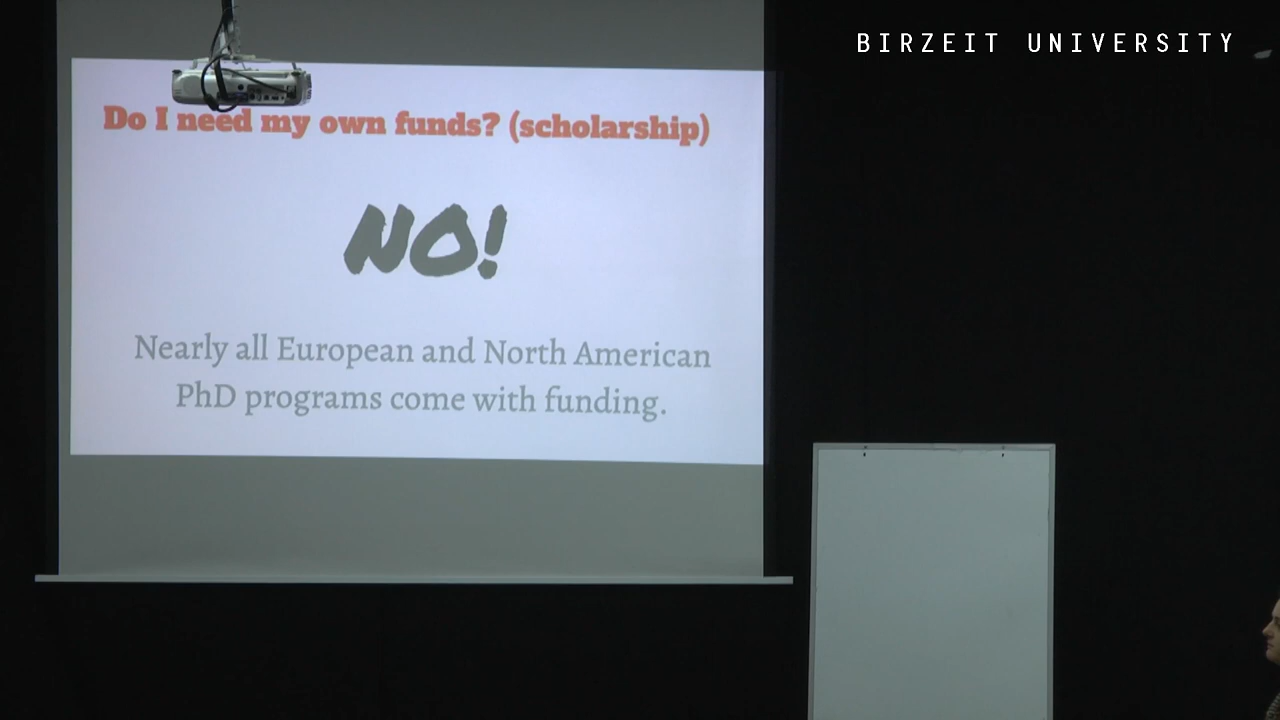 BIRZEIT UNIVERSITY
Do I need my own funds? (scholarship)
NO!
Nearly all European and North American
PhD programs come with funding.